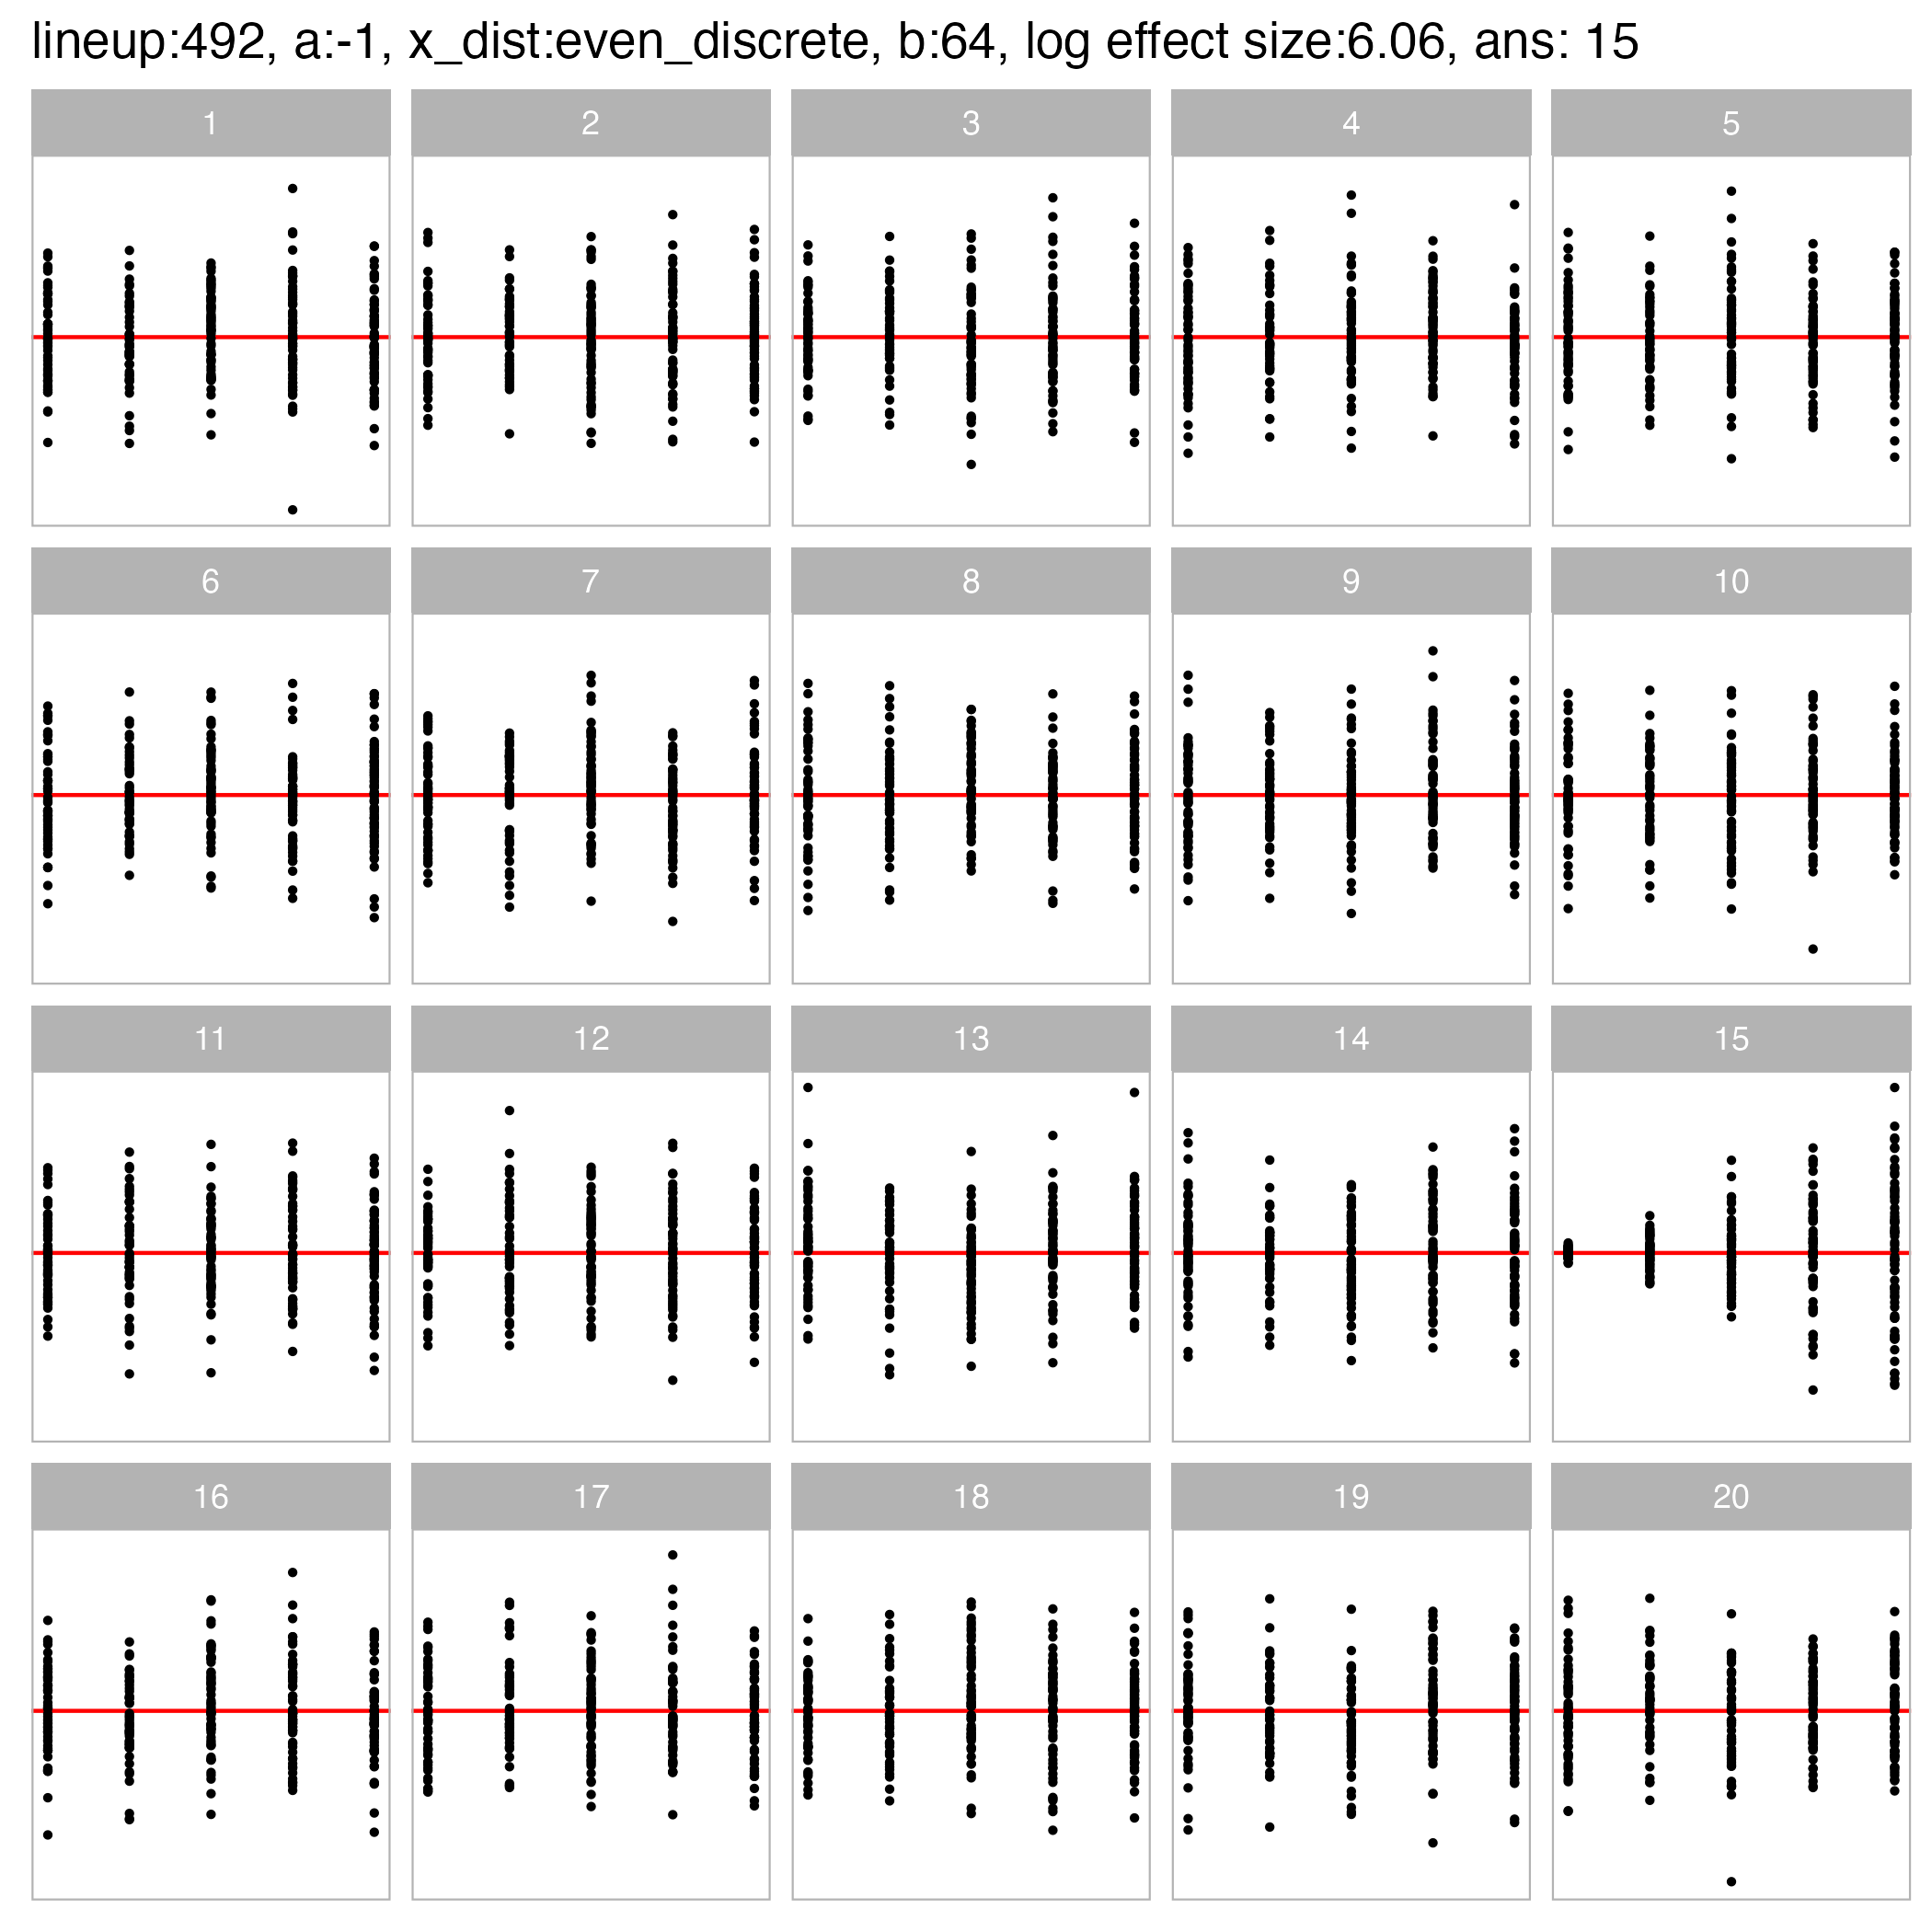 lineup:492, a:-1, x_dist:even_discrete, b:64, log effect size:6.06, ans: 15
1 2 3 4 5
6 7 8 9 10
11 12 13 14 15
16 17 18 19 20